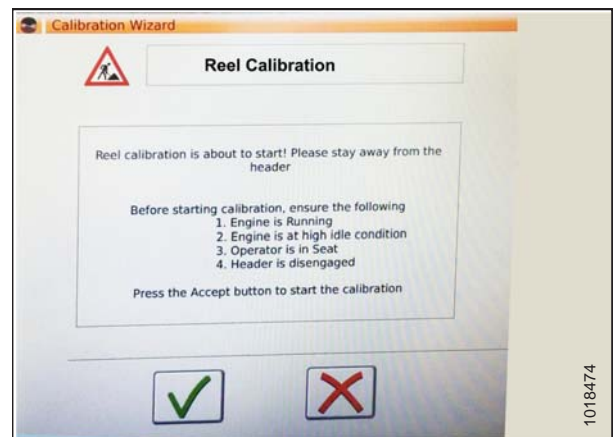 Calibration Wizard
Reel Calibration
Reel calibration is about to start! Please stay away from the
header
Before starting calibration, ensure the following
1. Engine is Running
2. Engine is at high idle condition
3. Operator is in Seat
4. Header is disengaged
Press the Accept button to start the calibration
1018474